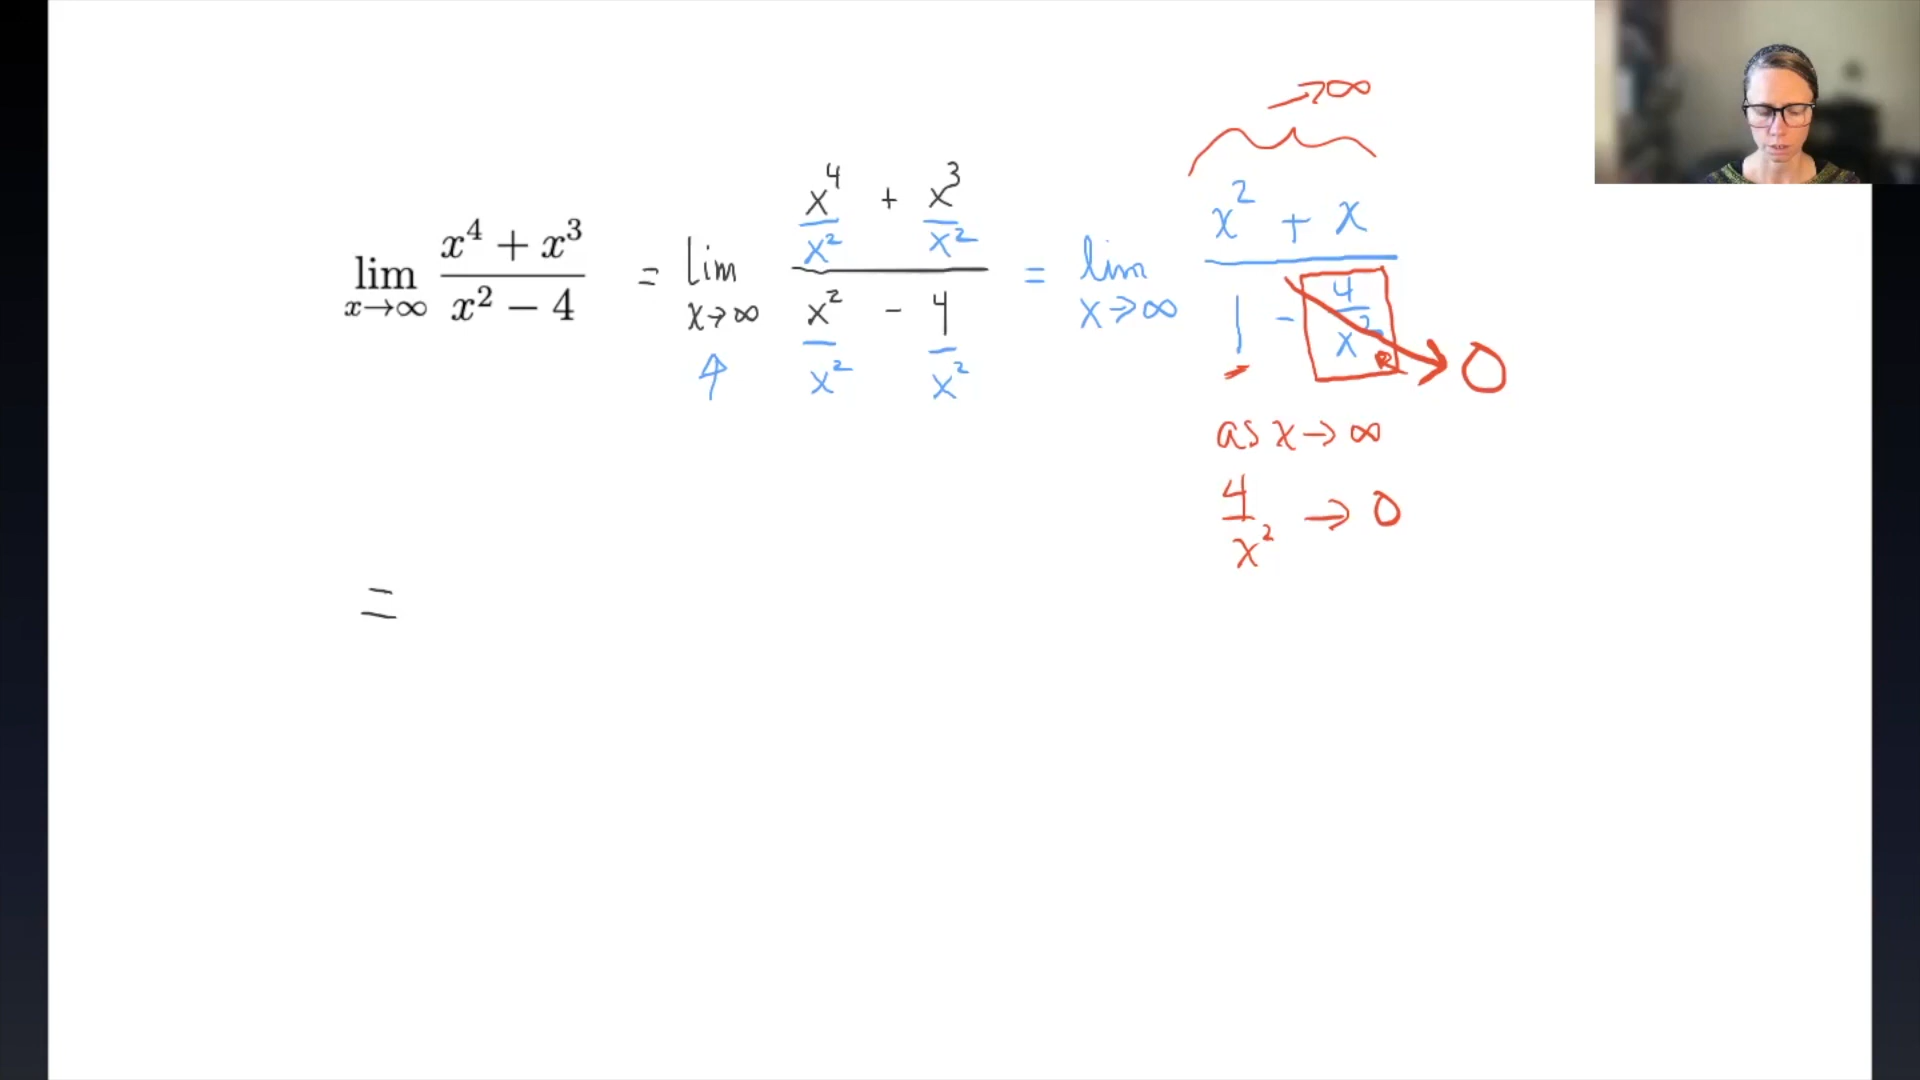 →∞
lim x→∞ (x⁴ + x³)/(x² − 4) = lim x→∞ (x⁴/x² + x³/x²)/(x²/x² − 4/x²) = lim x→∞ (x² + x)/(1 − 4/x²) → 0
as x → ∞
4/x² → 0
=